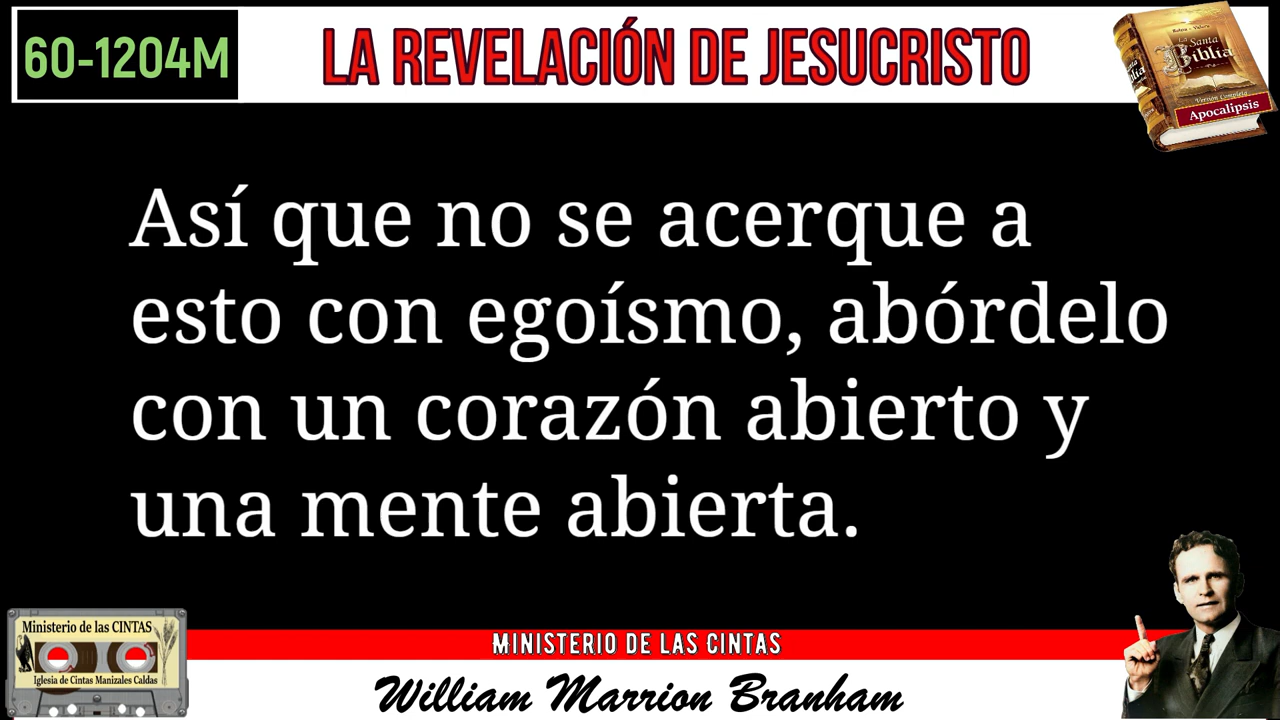 60-1204M
LA REVELACIÓN DE JESUCRISTO
La Santa
Biblia
Apocalipsis
Así que no se acerque a
esto con egoísmo, abórdelo
con un corazón abierto y
una mente abierta.
Ministerio de las CINTAS
Iglesia de Cintas Manizales Caldas
MINISTERIO DE LAS CINTAS
William Marrion Branham